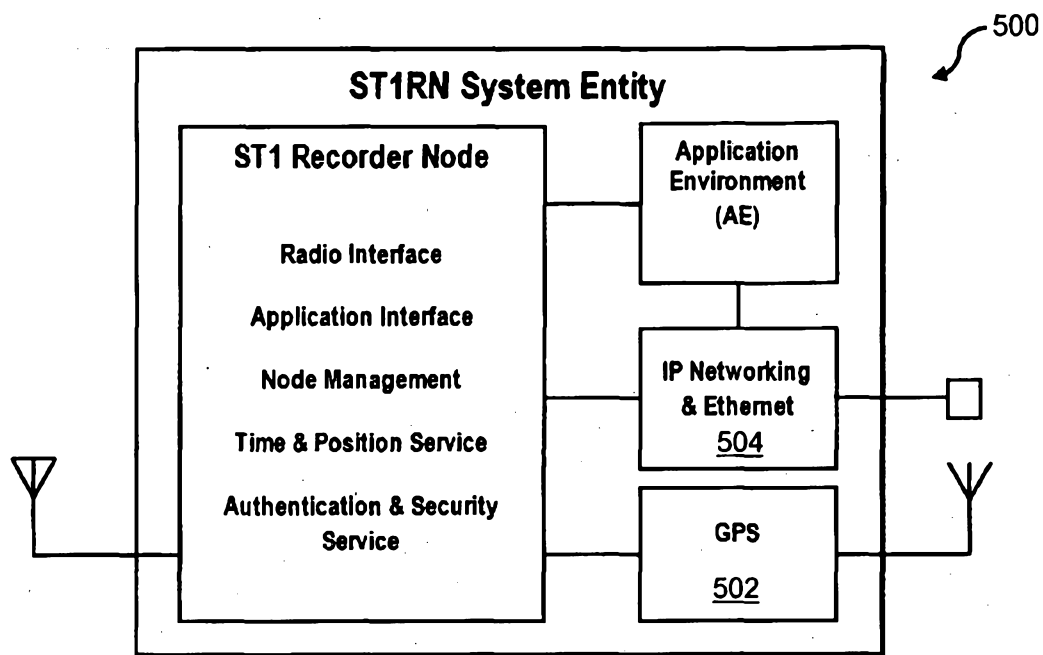 500
ST1RN System Entity
ST1 Recorder Node
Radio Interface
Application Interface
Node Management
Time & Position Service
Authentication & Security
Service
Application
Environment
(AE)
IP Networking
& Ethernet
504
GPS
502